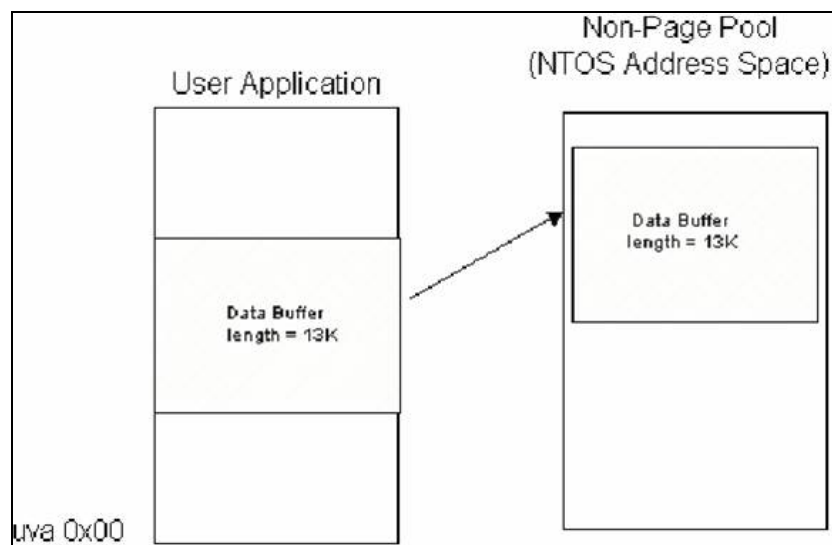 Non-Page Pool
(NTOS Address Space)
User Application
Data Buffer
length = 13K
Data Buffer
length = 13K
uva 0x00